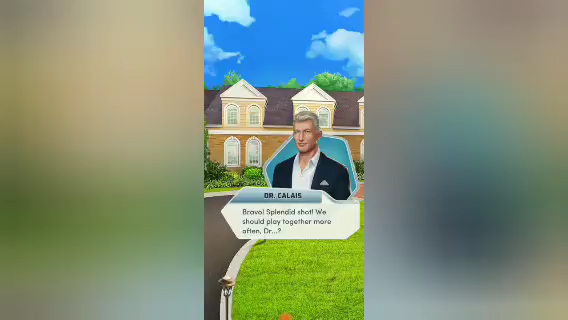 DR. CALAIS
Bravo! Splendid shot! We
should play together more
often, Dr...?